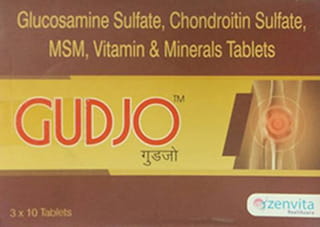 Glucosamine Sulfate, Chondroitin Sulfate,
MSM, Vitamin & Minerals Tablets
GUDJO™
गुडजो
3 x 10 Tablets
zenvita
healthcare